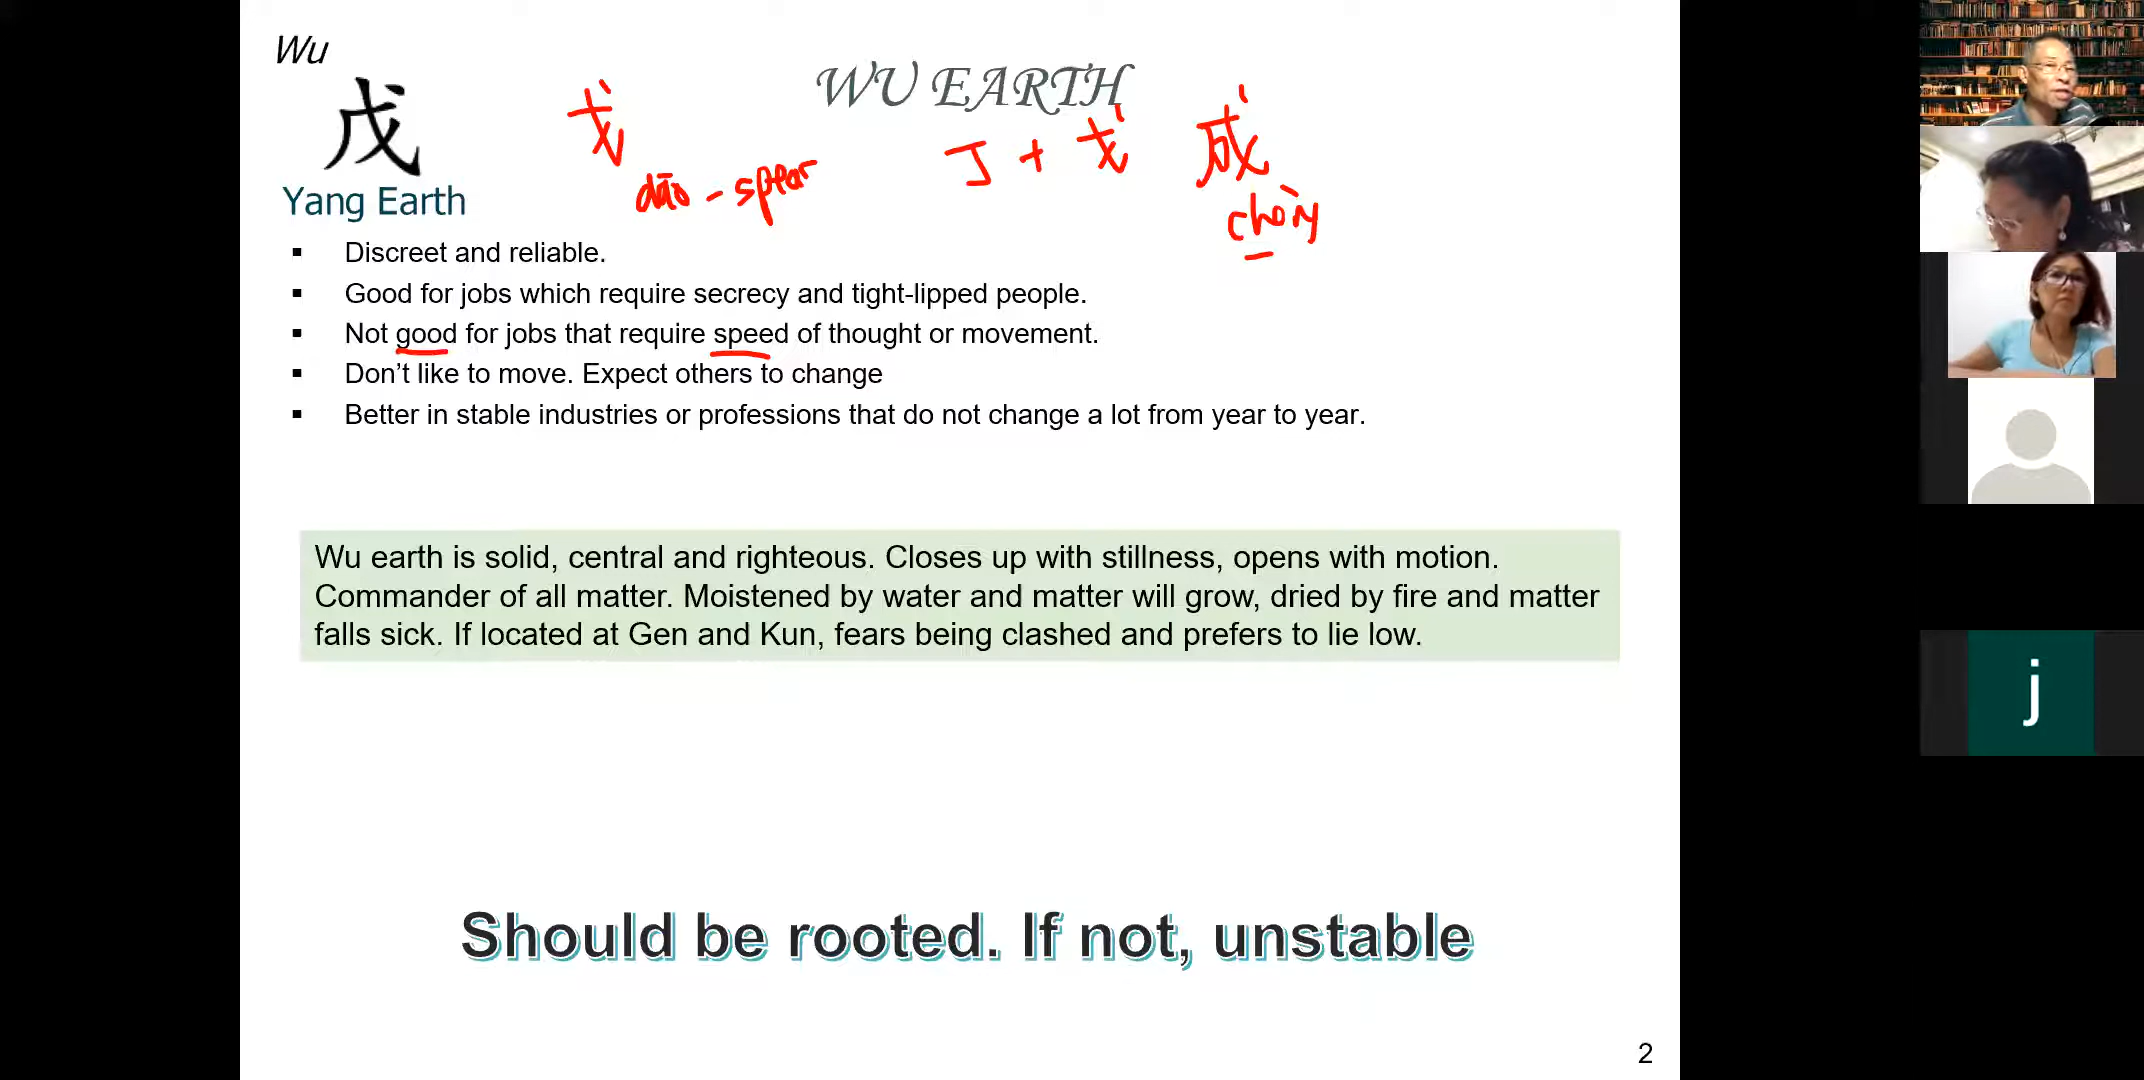 Wu
WU EARTH
戊
戈
dāo - spear
丁 + 戈
成
chéng
Yang Earth
▪ Discreet and reliable.
▪ Good for jobs which require secrecy and tight-lipped people.
▪ Not good for jobs that require speed of thought or movement.
▪ Don’t like to move. Expect others to change
▪ Better in stable industries or professions that do not change a lot from year to year.
Wu earth is solid, central and righteous. Closes up with stillness, opens with motion.
Commander of all matter. Moistened by water and matter will grow, dried by fire and matter
falls sick. If located at Gen and Kun, fears being clashed and prefers to lie low.
Should be rooted. If not, unstable
2
j